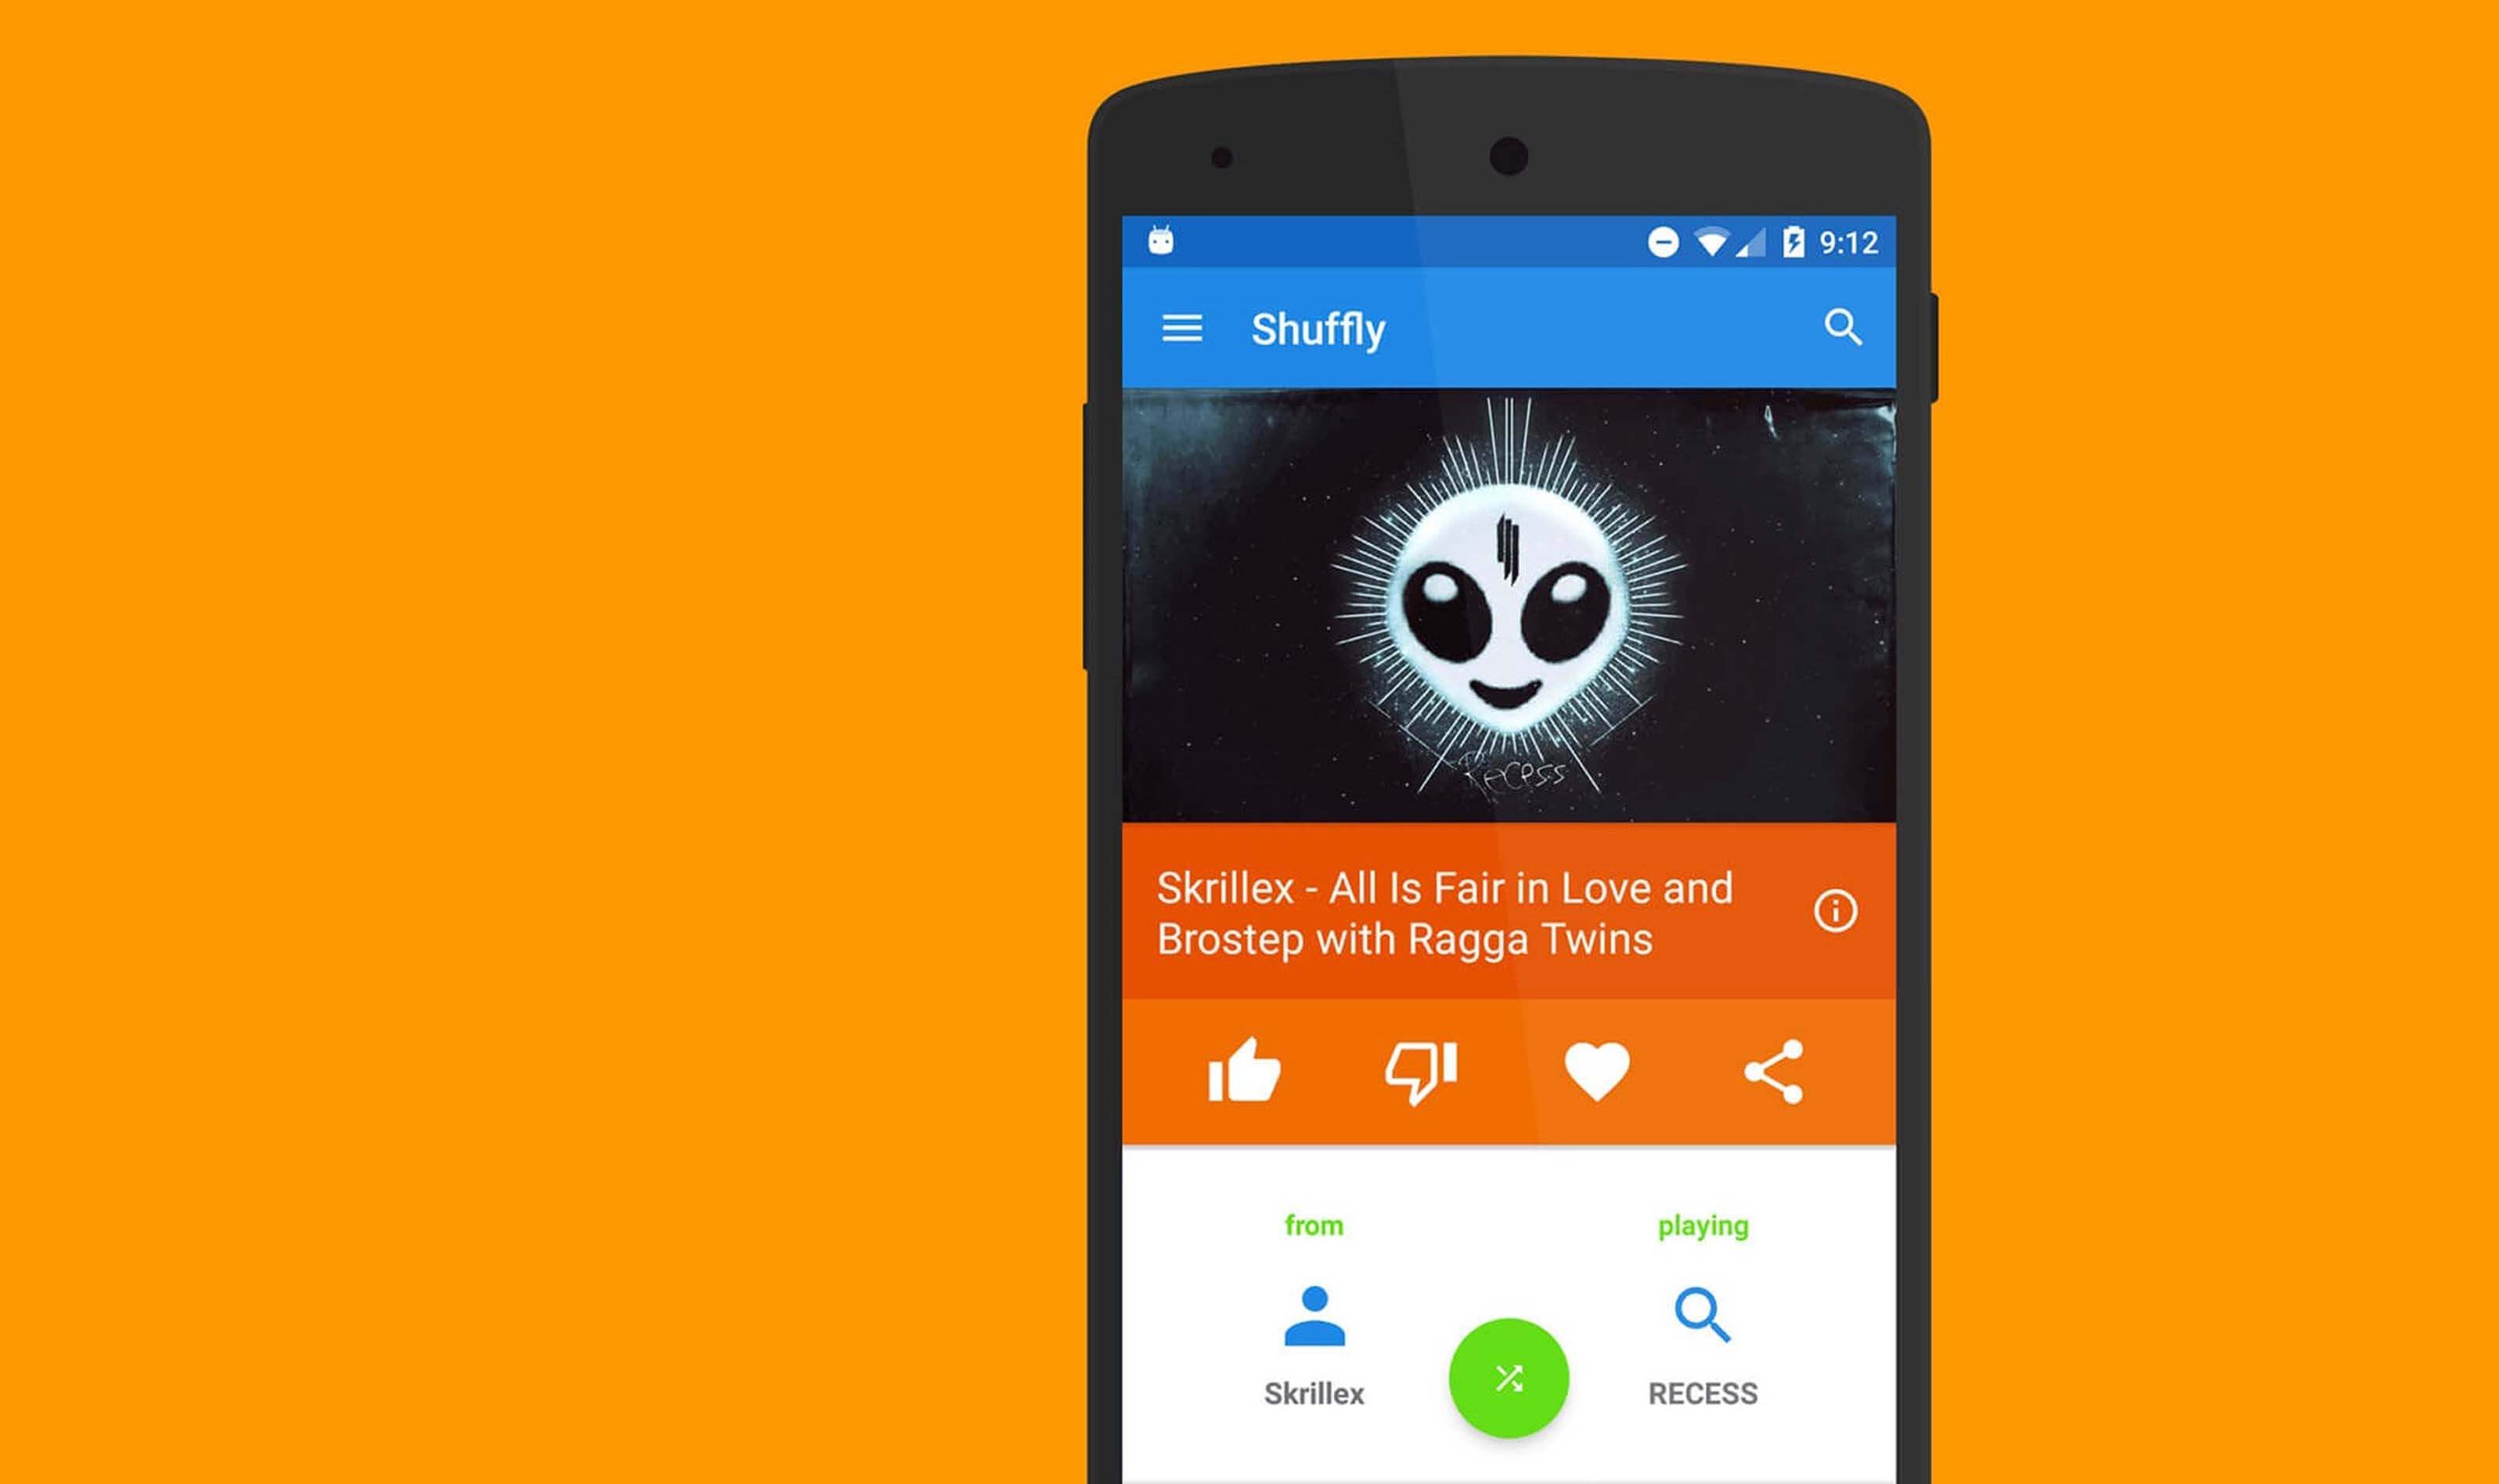 9:12
Shuffly
Recess
Skrillex - All Is Fair in Love and
Brostep with Ragga Twins
from
playing
Skrillex
RECESS